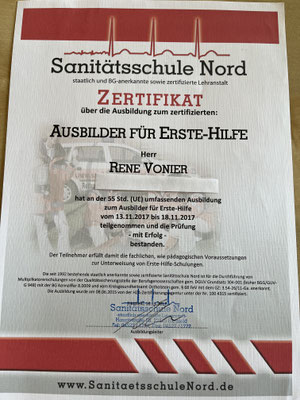 Sanitätsschule Nord
staatlich und BG-anerkannte sowie zertifizierte Lehranstalt
ZERTIFIKAT
über die Ausbildung zum zertifizierten:
AUSBILDER FÜR ERSTE-HILFE
Herr
RENE VONIER
hat an der 55 Std. (UE) umfassenden Ausbildung
zum Ausbilder für Erste-Hilfe
vom 13.11.2017 bis 18.11.2017
teilgenommen und die Prüfung
- mit Erfolg -
bestanden.
Der Teilnehmer erfüllt damit die fachlichen, wie pädagogischen Voraussetzungen
zur Unterweisung von Erste-Hilfe-Schulungen.
Sanitätsschule Nord
Ausbildungsleiter
www.SanitaetsschuleNord.de